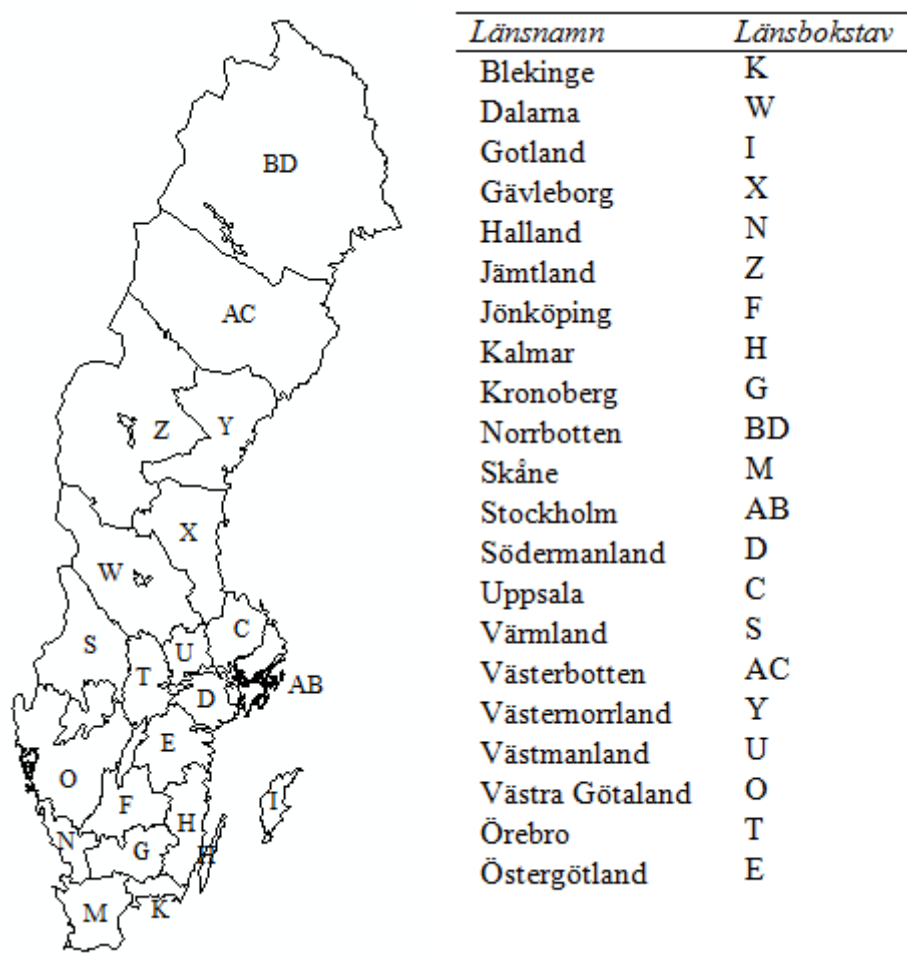 Länsnamn Länsbokstav
Blekinge K
Dalarna W
Gotland I
Gävleborg X
Halland N
Jämtland Z
Jönköping F
Kalmar H
Kronoberg G
Norrbotten BD
Skåne M
Stockholm AB
Södermanland D
Uppsala C
Värmland S
Västerbotten AC
Västernorrland Y
Västmanland U
Västra Götaland O
Örebro T
Östergötland E
BD
AC
Z Y
X
W
S U C
T D AB
E
O
F I
H
N G H
M K